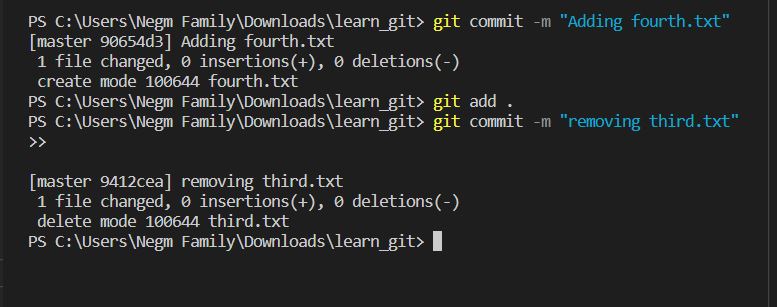 PS C:\Users\Negm Family\Downloads\learn_git> git commit -m "Adding fourth.txt"
[master 90654d3] Adding fourth.txt
 1 file changed, 0 insertions(+), 0 deletions(-)
 create mode 100644 fourth.txt
PS C:\Users\Negm Family\Downloads\learn_git> git add .
PS C:\Users\Negm Family\Downloads\learn_git> git commit -m "removing third.txt"
>>
[master 9412cea] removing third.txt
 1 file changed, 0 insertions(+), 0 deletions(-)
 delete mode 100644 third.txt
PS C:\Users\Negm Family\Downloads\learn_git>